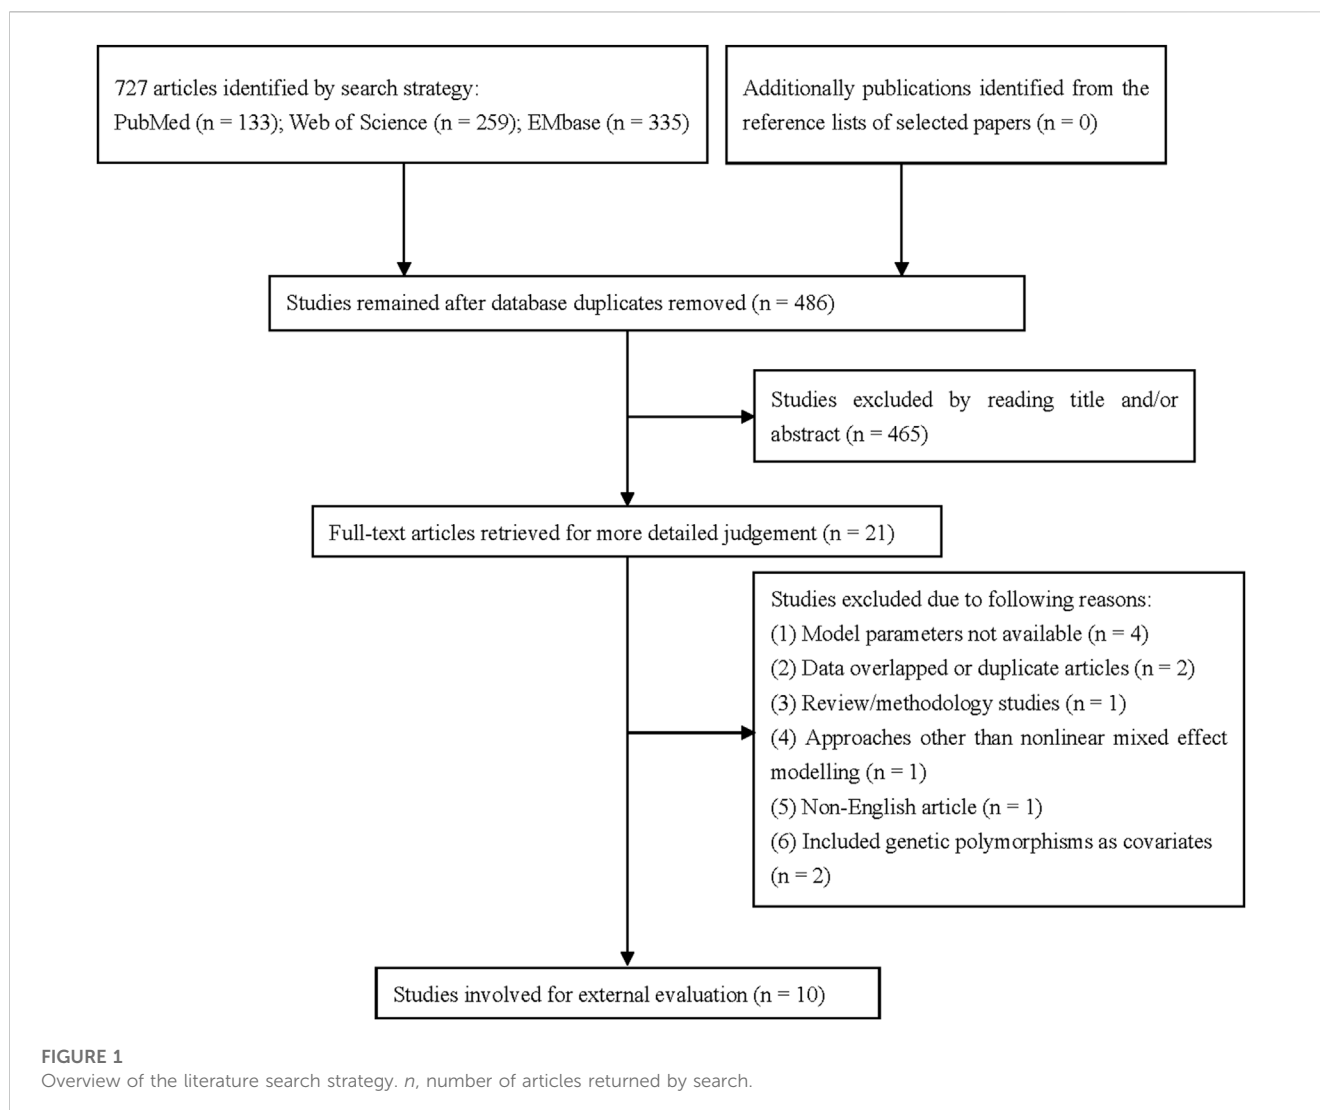 727 articles identified by search strategy:
PubMed (n = 133); Web of Science (n = 259); EMbase (n = 335)
Additionally publications identified from the
reference lists of selected papers (n = 0)
Studies remained after database duplicates removed (n = 486)
Studies excluded by reading title and/or
abstract (n = 465)
Full-text articles retrieved for more detailed judgement (n = 21)
Studies excluded due to following reasons:
(1) Model parameters not available (n = 4)
(2) Data overlapped or duplicate articles (n = 2)
(3) Review/methodology studies (n = 1)
(4) Approaches other than nonlinear mixed effect
modelling (n = 1)
(5) Non-English article (n = 1)
(6) Included genetic polymorphisms as covariates
(n = 2)
Studies involved for external evaluation (n = 10)
FIGURE 1
Overview of the literature search strategy. n, number of articles returned by search.